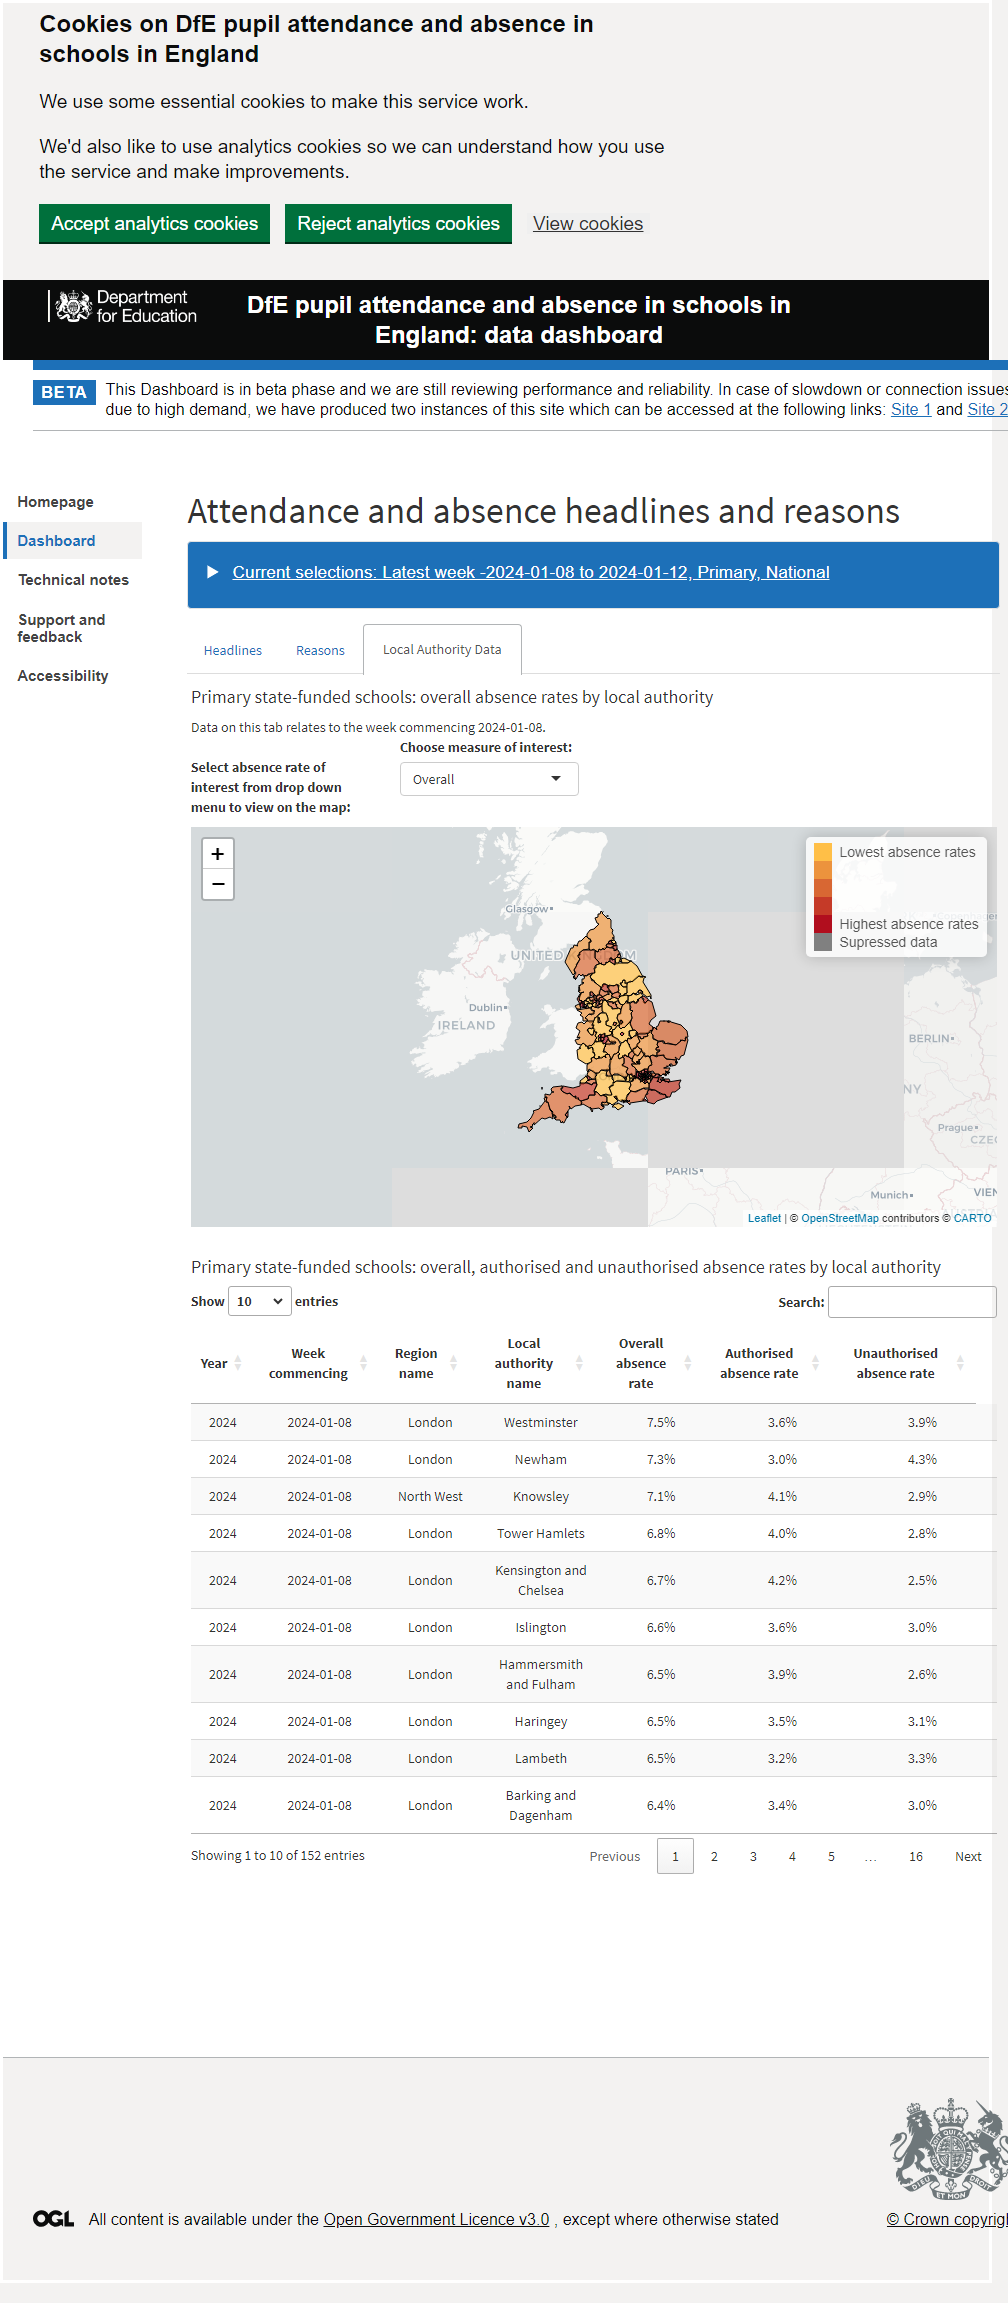 Cookies on DfE pupil attendance and absence in
schools in England
We use some essential cookies to make this service work.
We'd also like to use analytics cookies so we can understand how you use
the service and make improvements.
Accept analytics cookies Reject analytics cookies View cookies
Department
for Education
DfE pupil attendance and absence in schools in
England: data dashboard
BETA This Dashboard is in beta phase and we are still reviewing performance and reliability. In case of slowdown or connection issues
due to high demand, we have produced two instances of this site which can be accessed at the following links: Site 1 and Site 2
Homepage
Dashboard
Technical notes
Support and
feedback
Accessibility
Attendance and absence headlines and reasons
Current selections: Latest week -2024-01-08 to 2024-01-12, Primary, National
Headlines Reasons Local Authority Data
Primary state-funded schools: overall absence rates by local authority
Data on this tab relates to the week commencing 2024-01-08.
Select absence rate of
interest from drop down
menu to view on the map:
Choose measure of interest:
Overall
+
−
Lowest absence rates
Highest absence rates
Supressed data
Glasgow
UNITED
Dublin
IRELAND
BERLIN
NY
Prague
CZE
PARIS
Munich
VIEN
Leaflet | © OpenStreetMap contributors © CARTO
Primary state-funded schools: overall, authorised and unauthorised absence rates by local authority
Show 10 entries Search:
Year Week commencing Region name Local authority name Overall absence rate Authorised absence rate Unauthorised absence rate
2024 2024-01-08 London Westminster 7.5% 3.6% 3.9%
2024 2024-01-08 London Newham 7.3% 3.0% 4.3%
2024 2024-01-08 North West Knowsley 7.1% 4.1% 2.9%
2024 2024-01-08 London Tower Hamlets 6.8% 4.0% 2.8%
2024 2024-01-08 London Kensington and Chelsea 6.7% 4.2% 2.5%
2024 2024-01-08 London Islington 6.6% 3.6% 3.0%
2024 2024-01-08 London Hammersmith and Fulham 6.5% 3.9% 2.6%
2024 2024-01-08 London Haringey 6.5% 3.5% 3.1%
2024 2024-01-08 London Lambeth 6.5% 3.2% 3.3%
2024 2024-01-08 London Barking and Dagenham 6.4% 3.4% 3.0%
Showing 1 to 10 of 152 entries
Previous 1 2 3 4 5 … 16 Next
OGL All content is available under the Open Government Licence v3.0 , except where otherwise stated
© Crown copyrigh